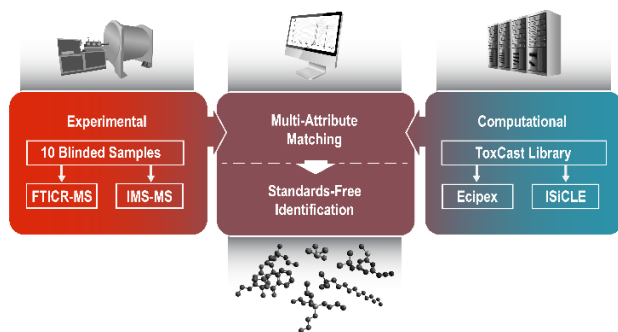 Experimental
10 Blinded Samples
FTICR-MS
IMS-MS
Multi-Attribute
Matching
Standards-Free
Identification
Computational
ToxCast Library
Ecipex
ISiCLE